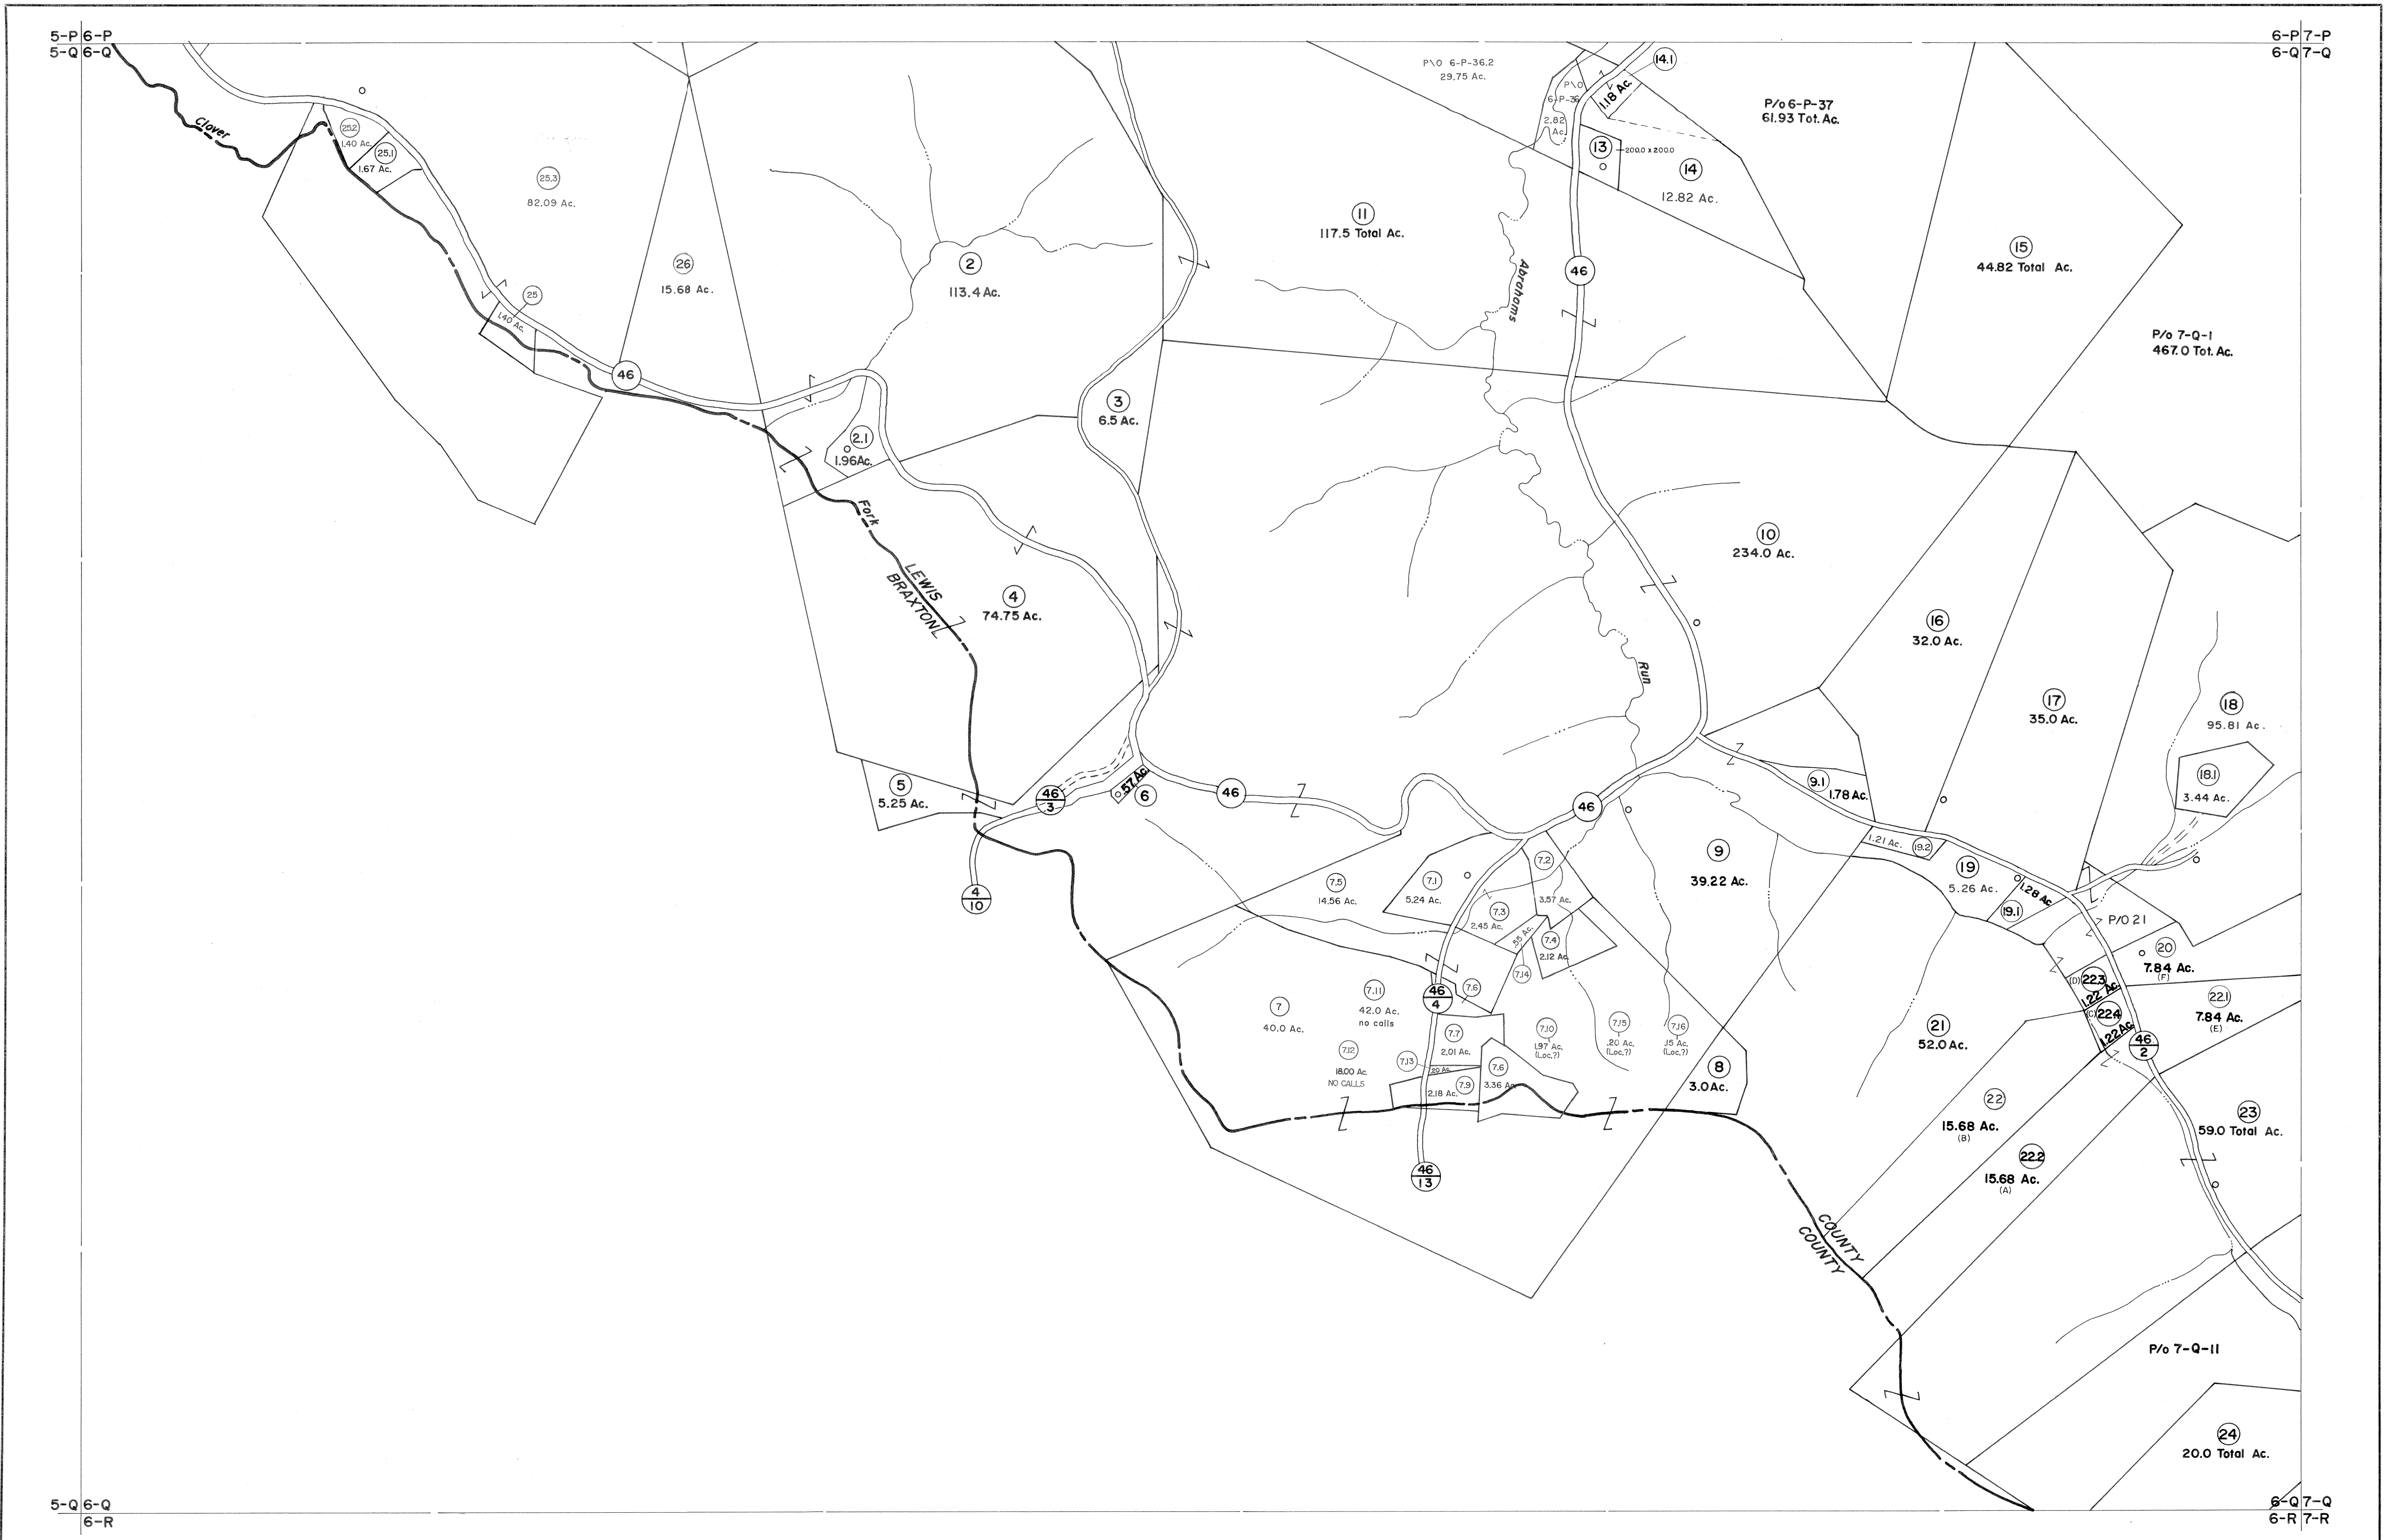 5-P 6-P
5-Q 6-Q
6-P 7-P
6-Q 7-Q
Clover
25.2
1.40 Ac.
25.1
1.67 Ac.
25.3
82.09 Ac.
26
15.68 Ac.
25
1.40 Ac.
46
2
113.4 Ac.
2.1
1.96 Ac.
3
6.5 Ac.
P\O 6-P-36.2
29.75 Ac.
P\O
6-P-36
2.82
Ac.
14.1
1.18 Ac.
P/o 6-P-37
61.93 Tot. Ac.
13
200.0 x 200.0
14
12.82 Ac.
11
117.5 Total Ac.
Abrahams
46
15
44.82 Total Ac.
P/o 7-Q-1
467.0 Tot. Ac.
Fork
LEWIS
BRAXTON
4
74.75 Ac.
10
234.0 Ac.
16
32.0 Ac.
Run
17
35.0 Ac.
18
95.81 Ac.
18.1
3.44 Ac.
5
5.25 Ac.
46
3
.57 Ac.
6
46
46
9.1
1.78 Ac.
4
10
7.5
14.56 Ac.
7.1
5.24 Ac.
7.2
3.57 Ac.
7.3
2.45 Ac.
.55 Ac.
7.4
2.12 Ac.
7.14
9
39.22 Ac.
1.21 Ac.
19.2
19
5.26 Ac.
1.28 Ac
19.1
P/O 21
20
7.84 Ac.
(F)
7
40.0 Ac.
7.11
42.0 Ac.
no calls
46
4
7.6
7.7
2.01 Ac.
7.10
1.97 Ac.
(Loc.?)
7.15
.20 Ac.
(Loc.?)
7.16
.15 Ac.
(Loc.?)
7.12
18.00 Ac.
NO CALLS
7.13
.20 Ac.
7.9
2.18 Ac.
7.6
3.36 Ac.
8
3.0 Ac.
21
52.0 Ac.
(D) 22.3
1.22 Ac.
(C) 22.4
1.22 Ac.
22.1
7.84 Ac.
(E)
46
2
22
15.68 Ac.
(B)
22.2
15.68 Ac.
(A)
23
59.0 Total Ac.
46
13
COUNTY
COUNTY
P/o 7-Q-11
24
20.0 Total Ac.
5-Q 6-Q
6-R
6-Q 7-Q
6-R 7-R